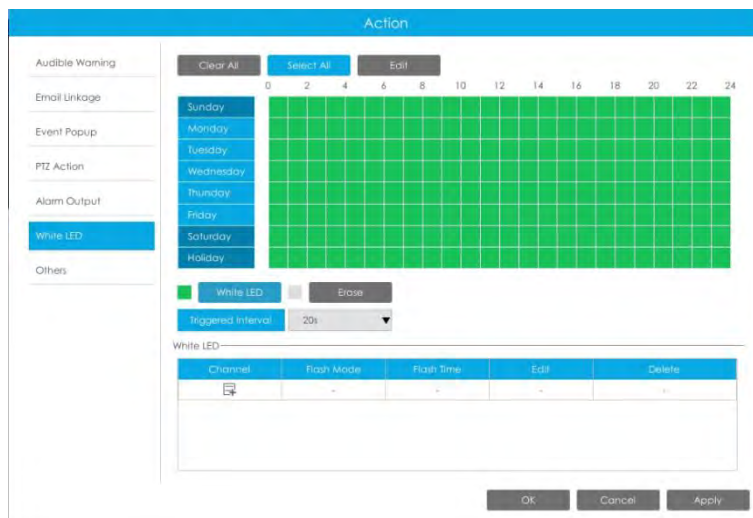 Action
Audible Warning
Email Linkage
Event Popup
PTZ Action
Alarm Output
White LED
Others
Clear All Select All Edit
0 2 4 6 8 10 12 14 16 18 20 22 24
Sunday
Monday
Tuesday
Wednesday
Thursday
Friday
Saturday
Holiday
White LED Erase
Triggered Interval 20s
White LED
Channel Flash Mode Flash Time Edit Delete
- - - -
OK Cancel Apply